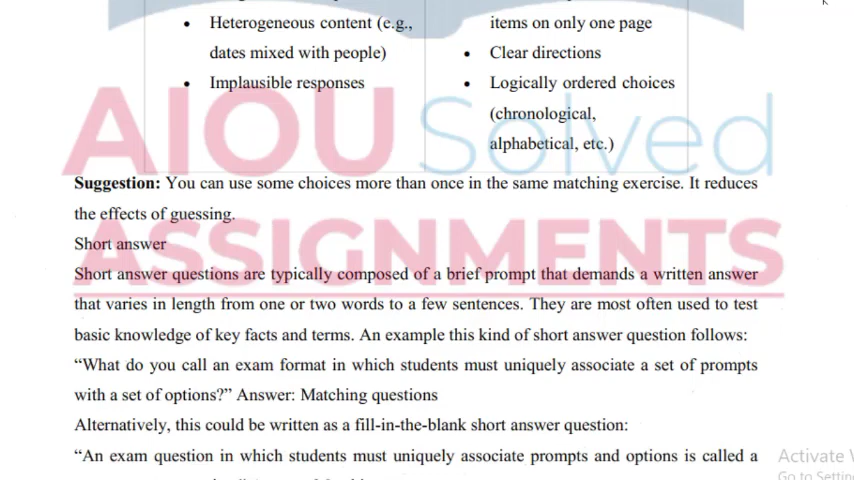 • Heterogeneous content (e.g.,
dates mixed with people)
• Implausible responses
items on only one page
• Clear directions
• Logically ordered choices
(chronological,
alphabetical, etc.)
AIOU Solved
ASSIGNMENTS
Suggestion: You can use some choices more than once in the same matching exercise. It reduces
the effects of guessing.
Short answer
Short answer questions are typically composed of a brief prompt that demands a written answer
that varies in length from one or two words to a few sentences. They are most often used to test
basic knowledge of key facts and terms. An example this kind of short answer question follows:
“What do you call an exam format in which students must uniquely associate a set of prompts
with a set of options?” Answer: Matching questions
Alternatively, this could be written as a fill-in-the-blank short answer question:
“An exam question in which students must uniquely associate prompts and options is called a
Activate
Go to